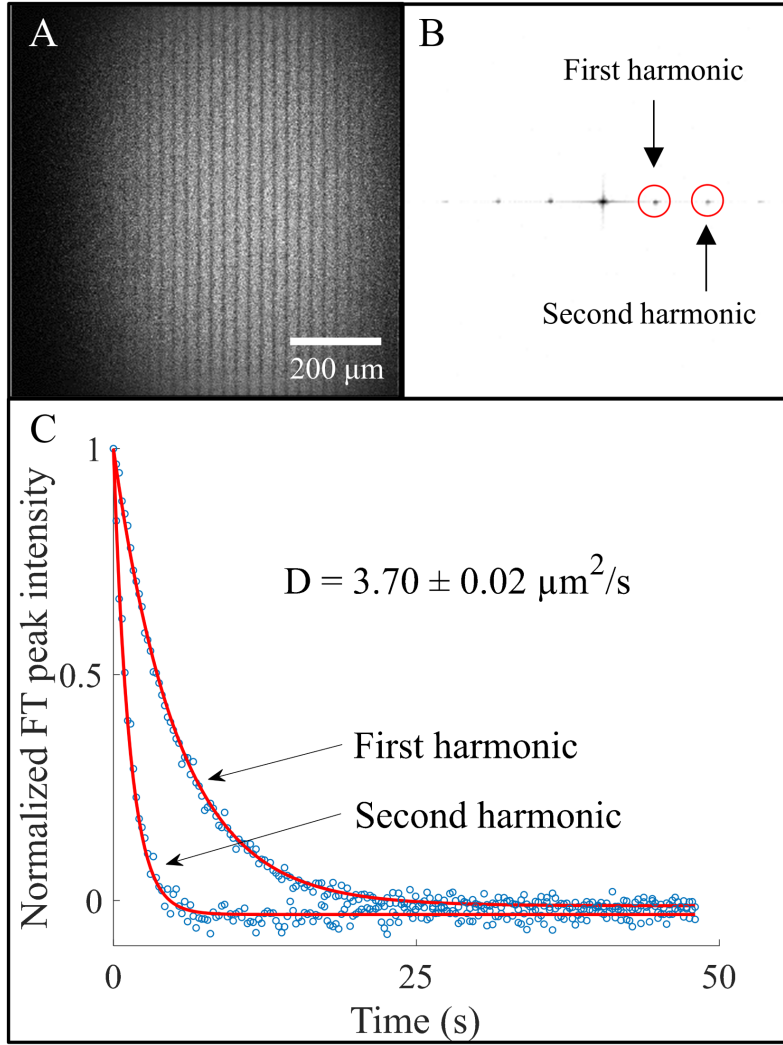 A
200 μm
B
First harmonic
Second harmonic
C
Normalized FT peak intensity
1
0.5
0
D = 3.70 ± 0.02 μm²/s
First harmonic
Second harmonic
0
25
50
Time (s)